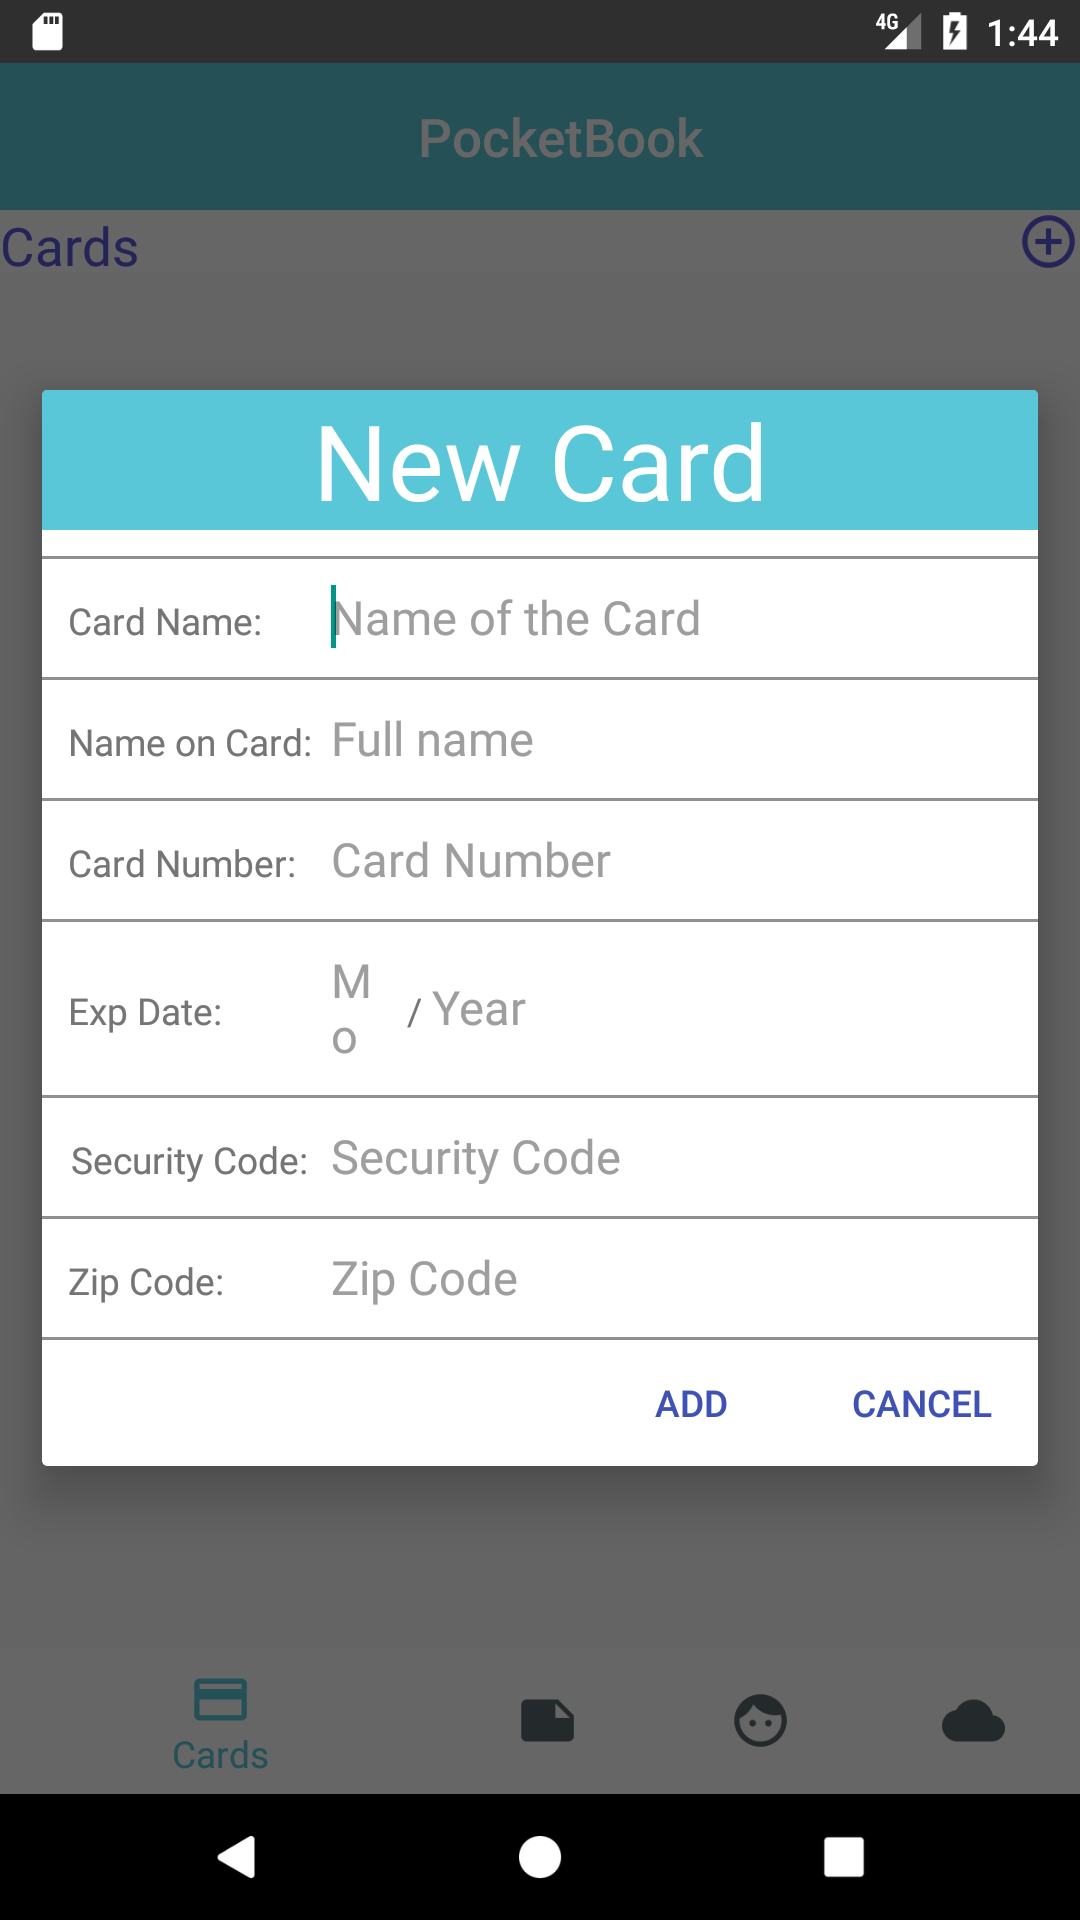 4G 1:44
PocketBook
Cards
New Card
Card Name: Name of the Card
Name on Card: Full name
Card Number: Card Number
Exp Date: Mo / Year
Security Code: Security Code
Zip Code: Zip Code
ADD CANCEL
Cards